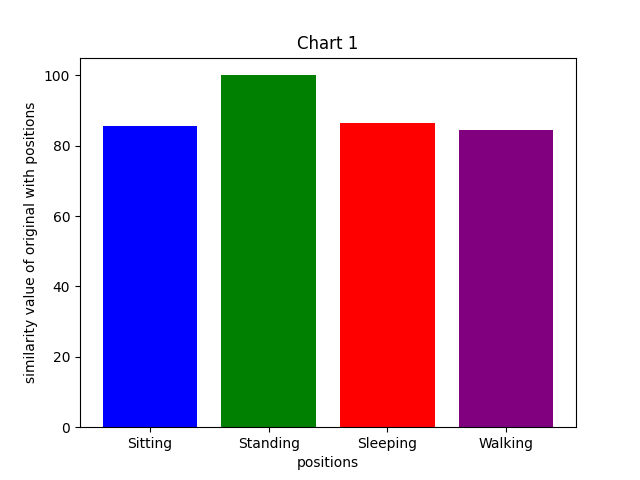 Chart 1
similarity value of original with positions
100
80
60
40
20
0
Sitting Standing Sleeping Walking
positions